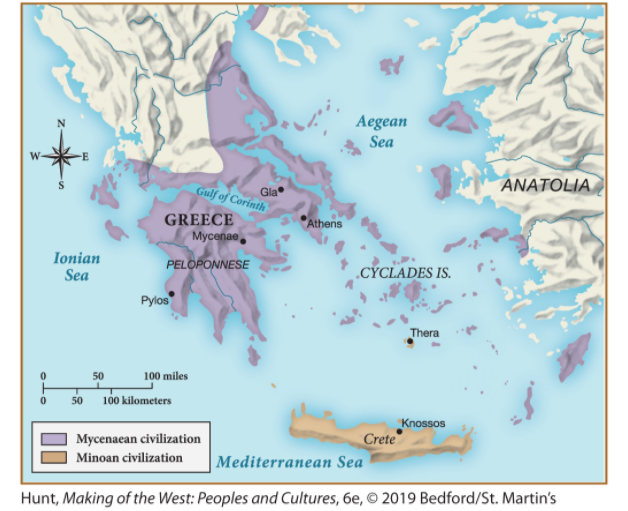 Aegean
Sea
N
W
E
S
ANATOLIA
Gla
Gulf of Corinth
GREECE
Athens
Mycenae
Ionian
Sea
PELOPONNESE
CYCLADES IS.
Pylos
Thera
0 50 100 miles
0 50 100 kilometers
Knossos
Crete
Mycenaean civilization
Minoan civilization
Mediterranean Sea
Hunt, Making of the West: Peoples and Cultures, 6e, © 2019 Bedford/St. Martin's